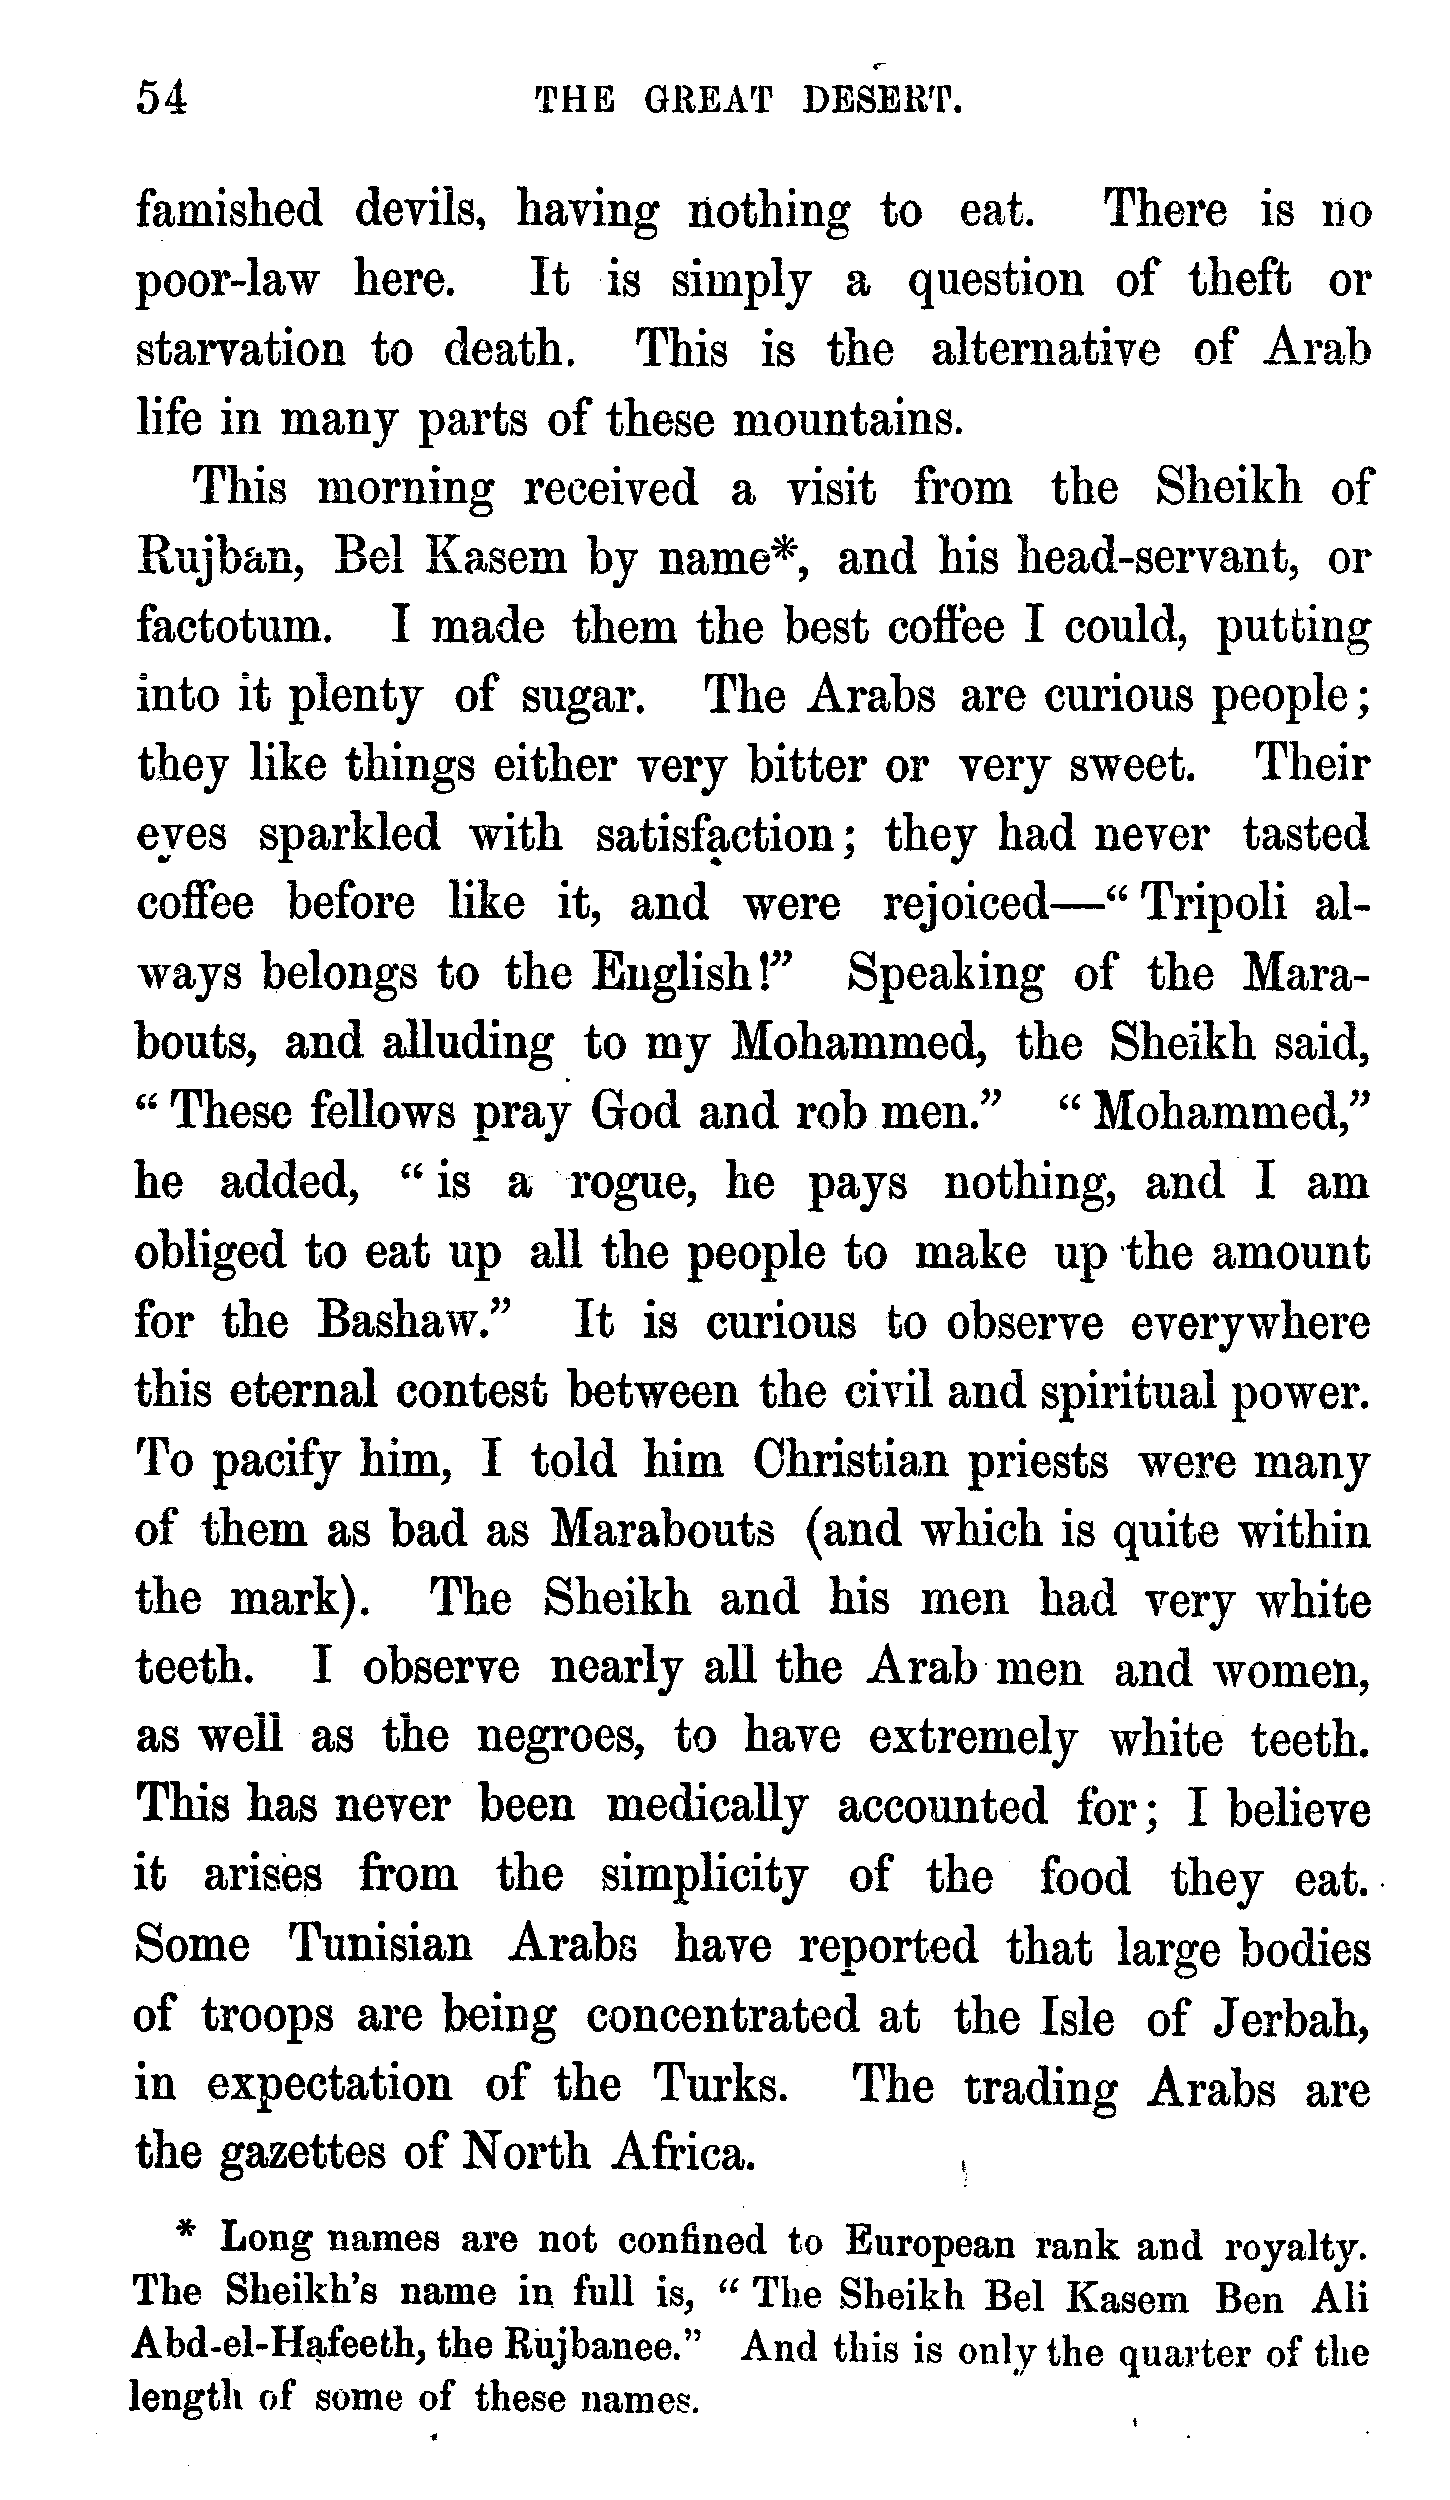 54 THE GREAT DESERT.
famished devils, having nothing to eat. There is no
poor-law here. It is simply a question of theft or
starvation to death. This is the alternative of Arab
life in many parts of these mountains.
This morning received a visit from the Sheikh of
Rujban, Bel Kasem by name*, and his head-servant, or
factotum. I made them the best coffee I could, putting
into it plenty of sugar. The Arabs are curious people;
they like things either very bitter or very sweet. Their
eyes sparkled with satisfaction; they had never tasted
coffee before like it, and were rejoiced—“Tripoli al-
ways belongs to the English!” Speaking of the Mara-
bouts, and alluding to my Mohammed, the Sheikh said,
“These fellows pray God and rob men.” “Mohammed,”
he added, “is a rogue, he pays nothing, and I am
obliged to eat up all the people to make up the amount
for the Bashaw.” It is curious to observe everywhere
this eternal contest between the civil and spiritual power.
To pacify him, I told him Christian priests were many
of them as bad as Marabouts (and which is quite within
the mark). The Sheikh and his men had very white
teeth. I observe nearly all the Arab men and women,
as well as the negroes, to have extremely white teeth.
This has never been medically accounted for; I believe
it arises from the simplicity of the food they eat.
Some Tunisian Arabs have reported that large bodies
of troops are being concentrated at the Isle of Jerbah,
in expectation of the Turks. The trading Arabs are
the gazettes of North Africa.
* Long names are not confined to European rank and royalty.
The Sheikh's name in full is, “The Sheikh Bel Kasem Ben Ali
Abd-el-Hafeeth, the Rujbanee.” And this is only the quarter of the
length of some of these names.